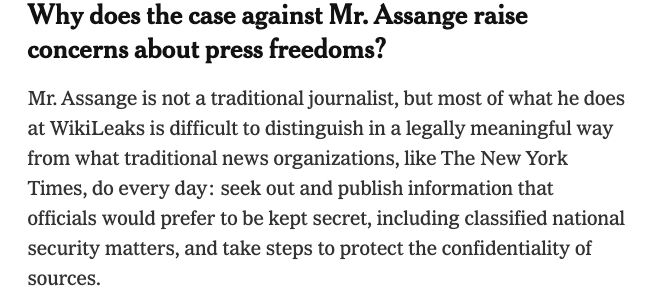 Why does the case against Mr. Assange raise
concerns about press freedoms?
Mr. Assange is not a traditional journalist, but most of what he does
at WikiLeaks is difficult to distinguish in a legally meaningful way
from what traditional news organizations, like The New York
Times, do every day: seek out and publish information that
officials would prefer to be kept secret, including classified national
security matters, and take steps to protect the confidentiality of
sources.